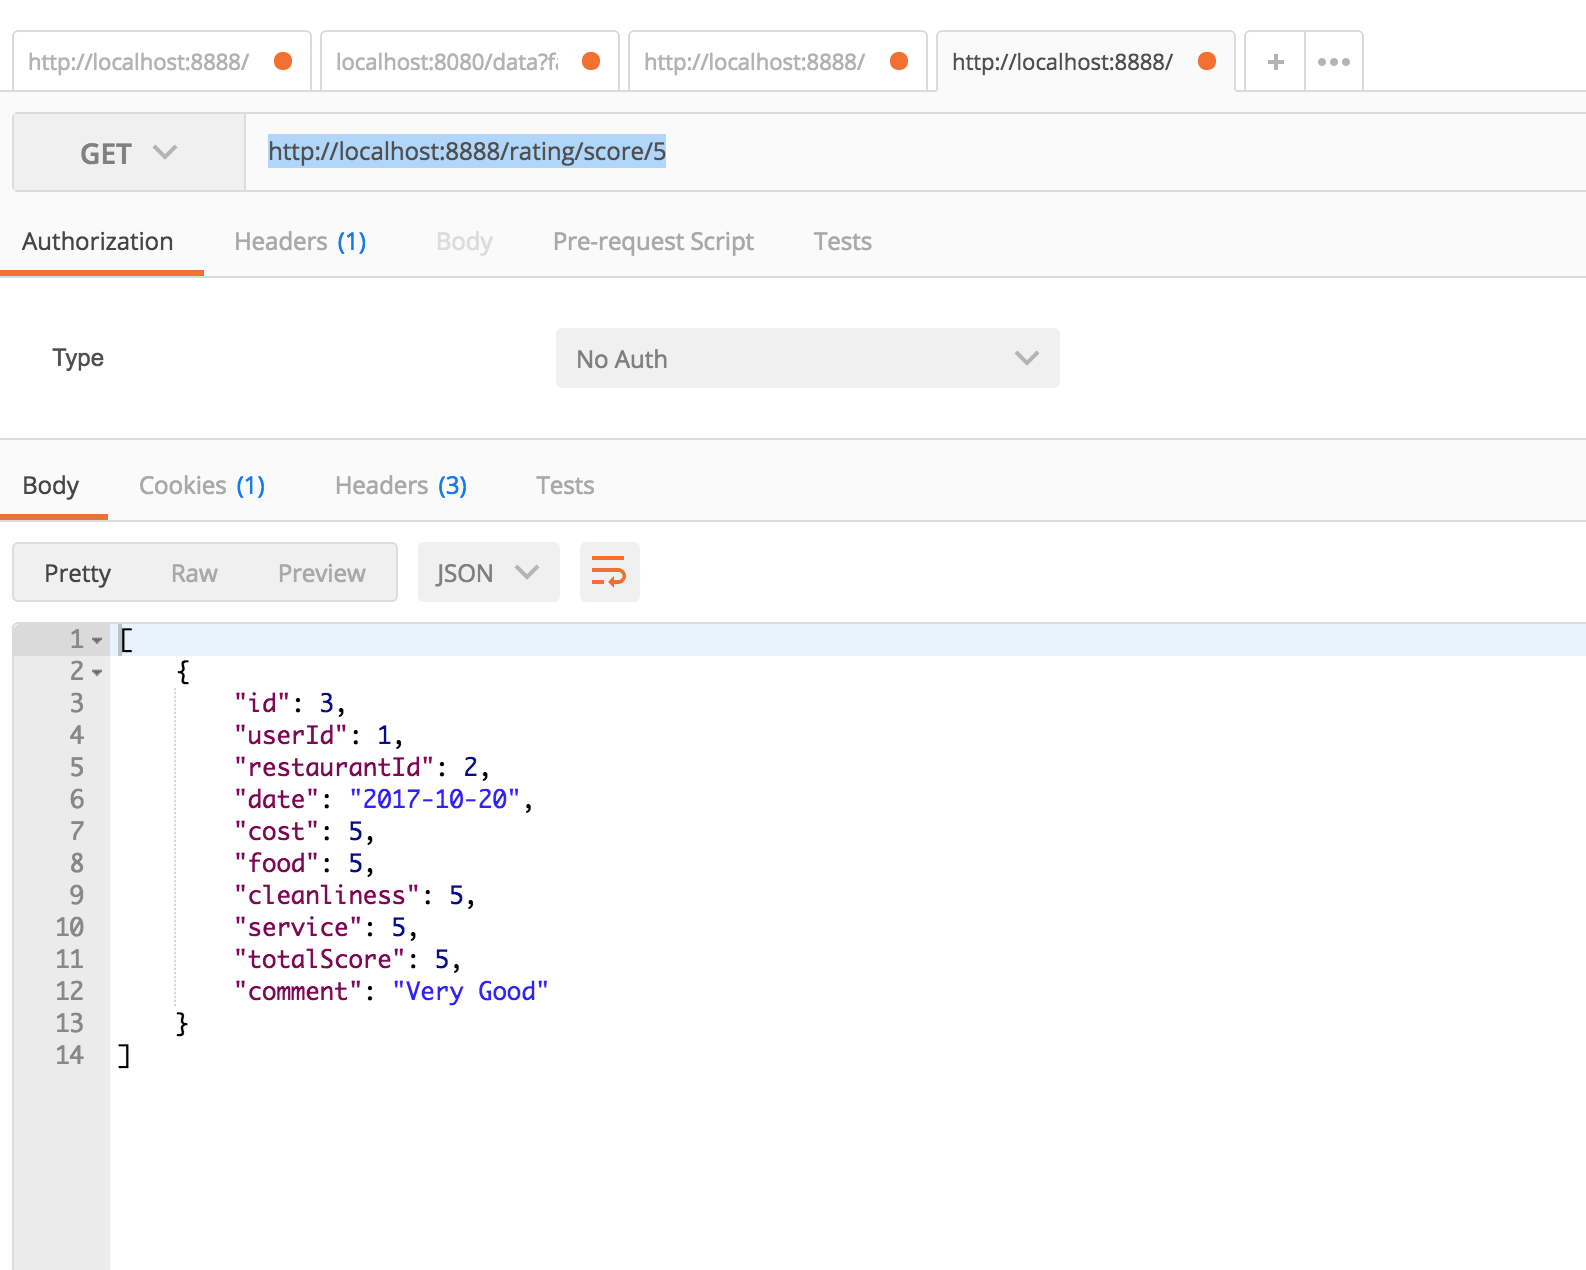 http://localhost:8888/ localhost:8080/data?f http://localhost:8888/ http://localhost:8888/ + •••
GET http://localhost:8888/rating/score/5
Authorization Headers (1) Body Pre-request Script Tests
Type No Auth
Body Cookies (1) Headers (3) Tests
Pretty Raw Preview JSON
1 [
2 {
3 "id": 3,
4 "userId": 1,
5 "restaurantId": 2,
6 "date": "2017-10-20",
7 "cost": 5,
8 "food": 5,
9 "cleanliness": 5,
10 "service": 5,
11 "totalScore": 5,
12 "comment": "Very Good"
13 }
14 ]